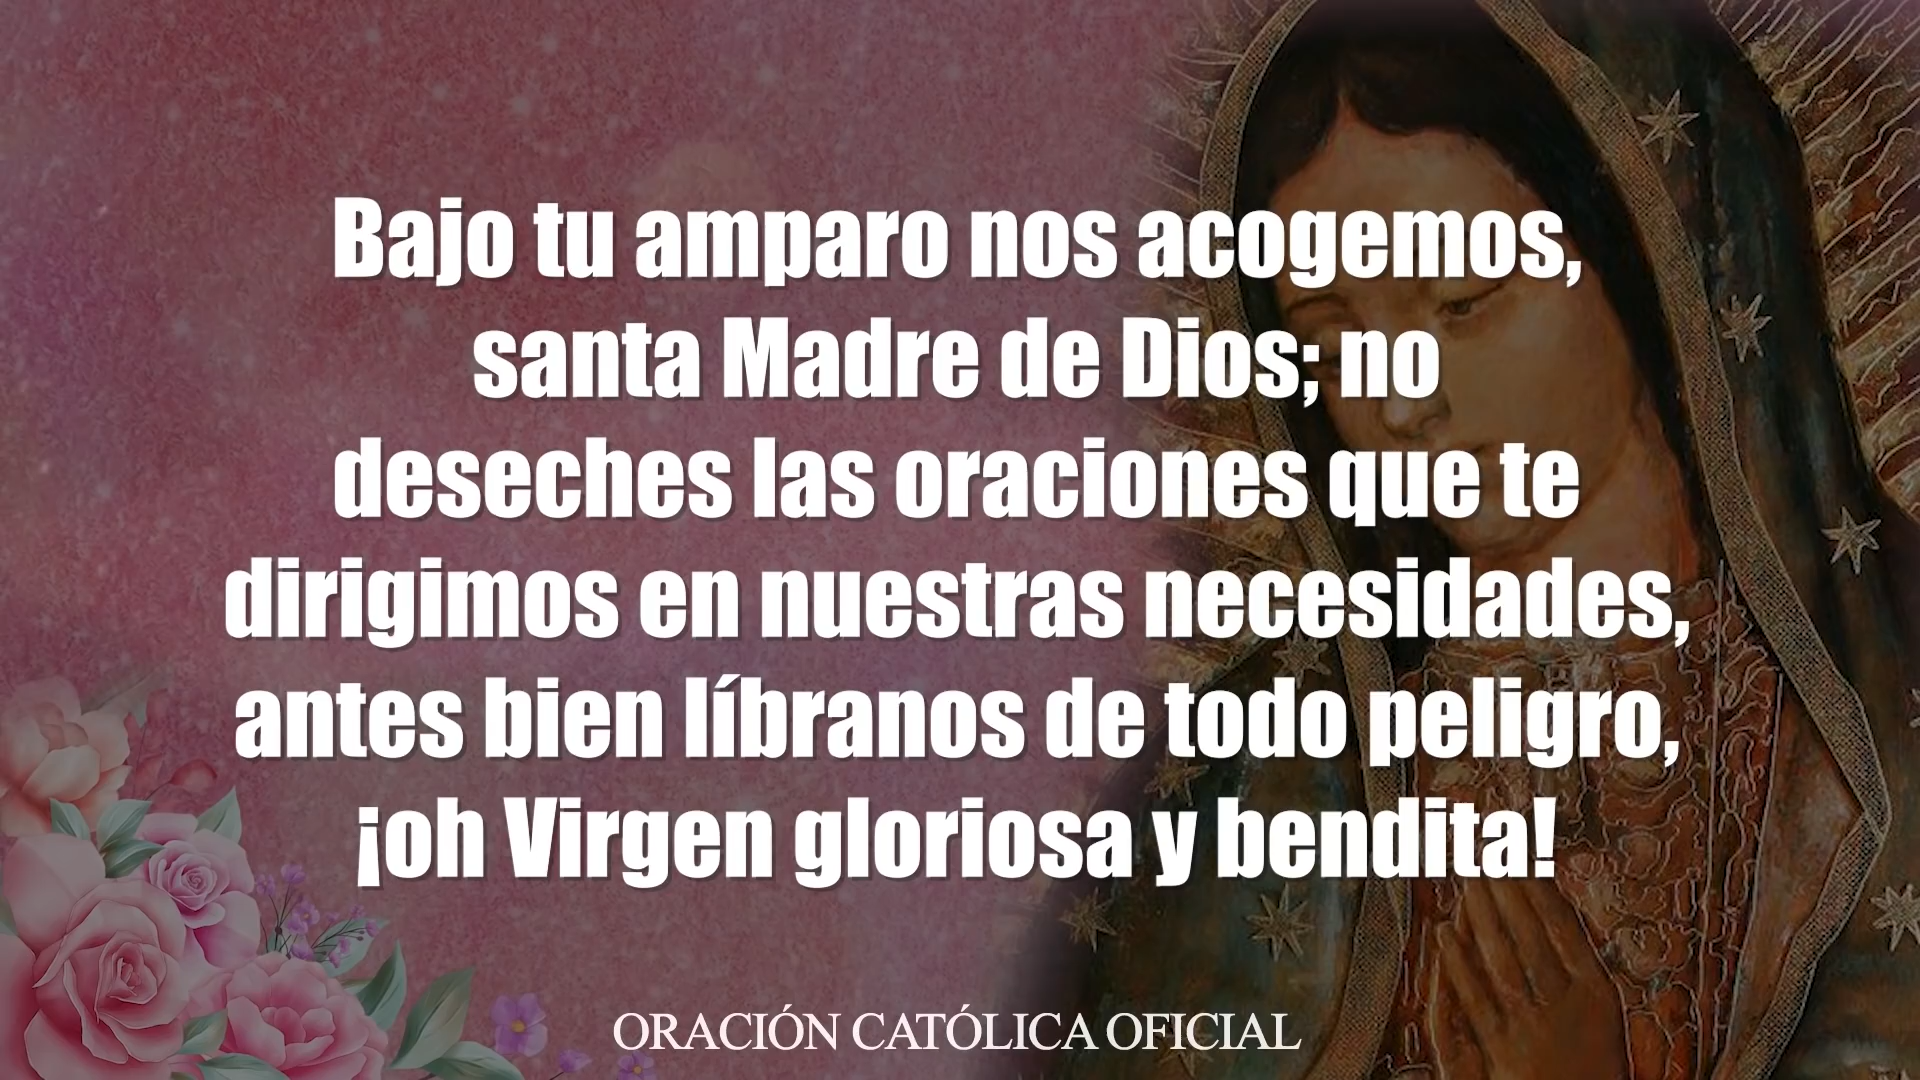 Bajo tu amparo nos acogemos,
santa Madre de Dios; no
deseches las oraciones que te
dirigimos en nuestras necesidades,
antes bien líbranos de todo peligro,
¡oh Virgen gloriosa y bendita!
ORACIÓN CATÓLICA OFICIAL